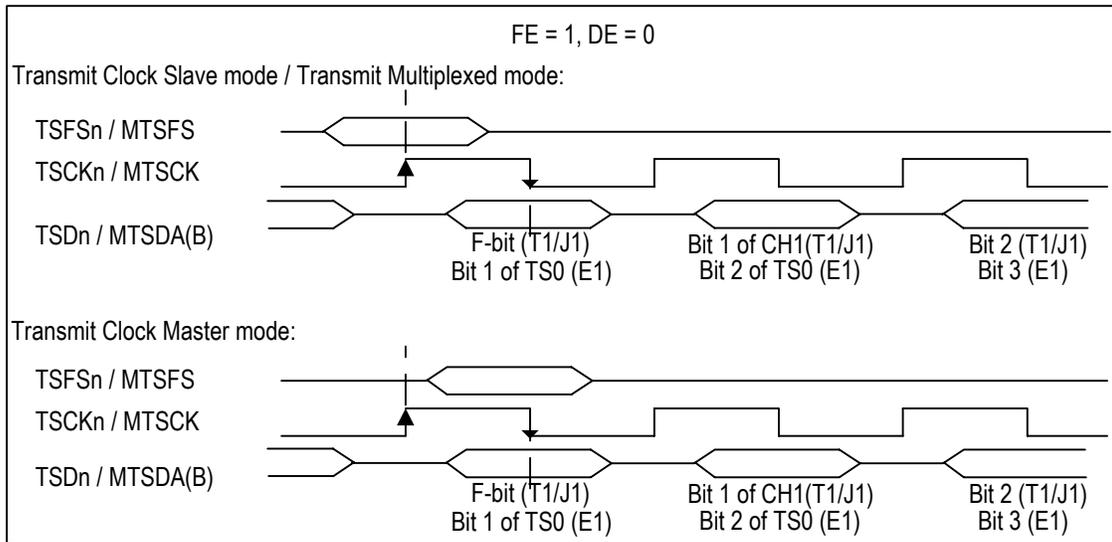 FE = 1, DE = 0
Transmit Clock Slave mode / Transmit Multiplexed mode:
TSFSn / MTSFS
TSCKn / MTSCK
TSDn / MTSDA(B)
F-bit (T1/J1) Bit 1 of CH1(T1/J1) Bit 2 (T1/J1)
Bit 1 of TS0 (E1) Bit 2 of TS0 (E1) Bit 3 (E1)
Transmit Clock Master mode:
TSFSn / MTSFS
TSCKn / MTSCK
TSDn / MTSDA(B)
F-bit (T1/J1) Bit 1 of CH1(T1/J1) Bit 2 (T1/J1)
Bit 1 of TS0 (E1) Bit 2 of TS0 (E1) Bit 3 (E1)